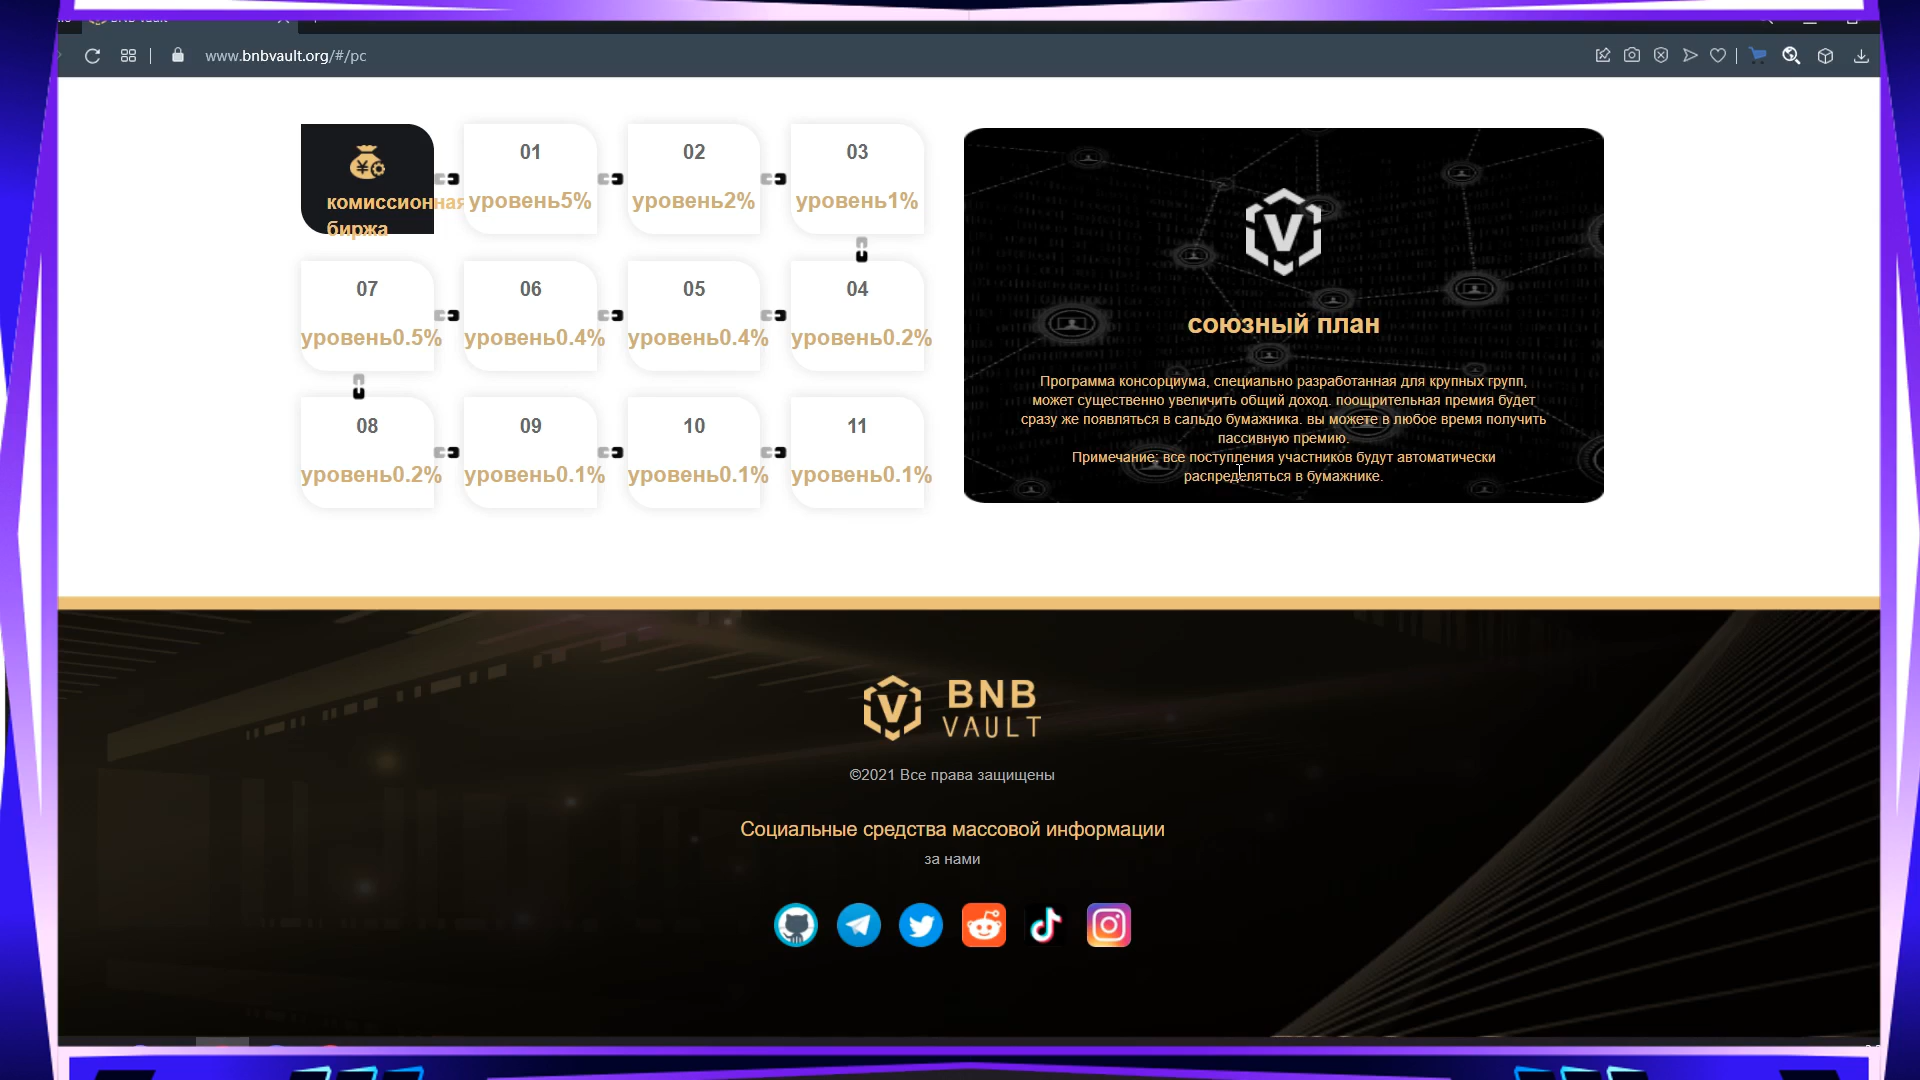 www.bnbvault.org/#/pc
комиссионная
биржа
01
уровень5%
02
уровень2%
03
уровень1%
07
уровень0.5%
06
уровень0.4%
05
уровень0.4%
04
уровень0.2%
08
уровень0.2%
09
уровень0.1%
10
уровень0.1%
11
уровень0.1%
союзный план
Программа консорциума, специально разработанная для крупных групп,
может существенно увеличить общий доход. поощрительная премия будет
сразу же появляться в сальдо бумажника. вы можете в любое время получить
пассивную премию.
Примечание: все поступления участников будут автоматически
распределяться в бумажнике.
BNB
VAULT
©2021 Все права защищены
Социальные средства массовой информации
за нами